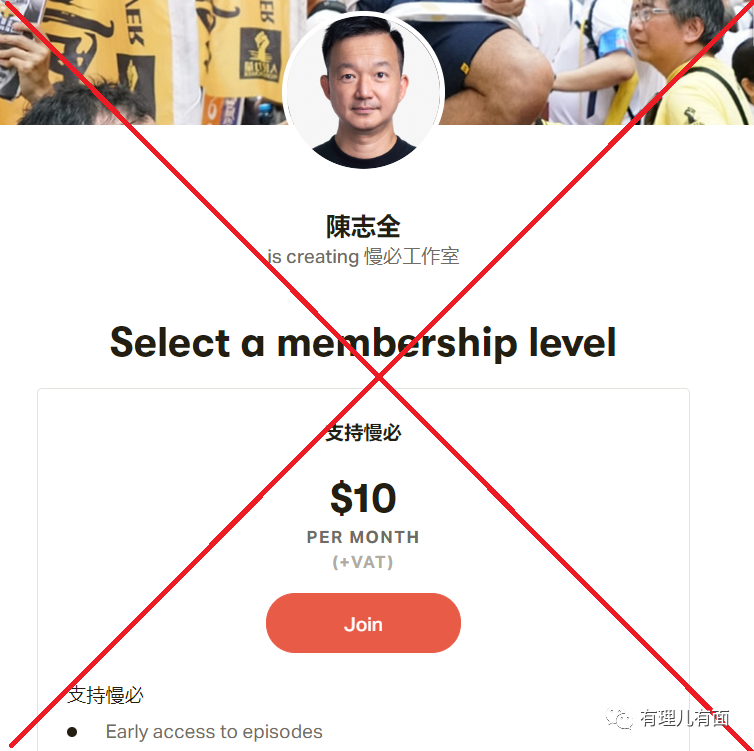 陳志全
is creating 慢必工作室
Select a membership level
支持慢必
$10
PER MONTH
(+VAT)
Join
支持慢必
Early access to episodes
有理儿有面